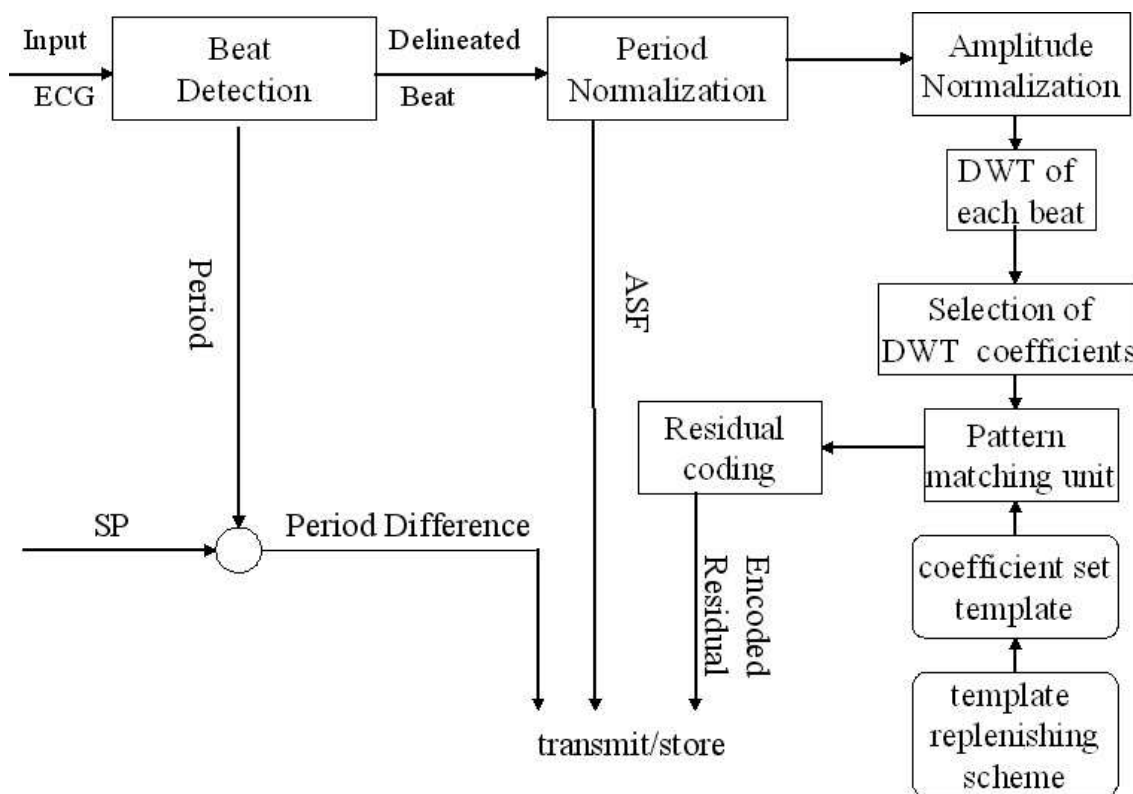 Input
ECG
Beat
Detection
Delineated
Beat
Period
Normalization
Amplitude
Normalization
DWT of
each beat
Period
ASF
Selection of
DWT coefficients
Residual
coding
Pattern
matching unit
SP
Period Difference
Encoded
Residual
coefficient set
template
template
replenishing
scheme
transmit/store